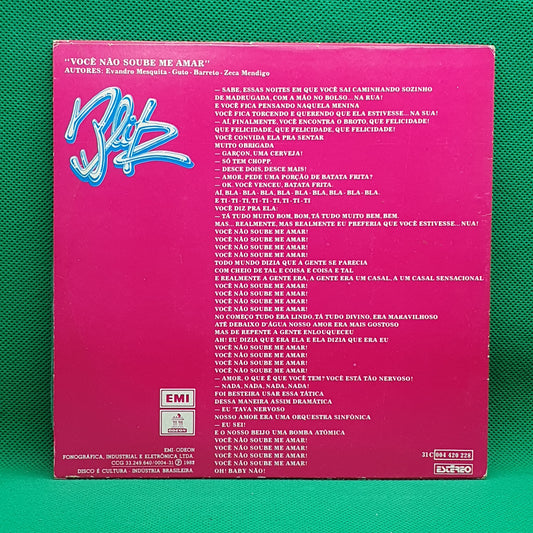 "VOCÊ NÃO SOUBE ME AMAR"
AUTORES: Evandro Mesquita - Guto - Barreto - Zeca Mendigo
Blitz
— SABE, ESSAS NOITES EM QUE VOCÊ SAI CAMINHANDO SOZINHO
DE MADRUGADA, COM A MÃO NO BOLSO... NA RUA!
E VOCÊ FICA PENSANDO NAQUELA MENINA
VOCÊ FICA TORCENDO E QUERENDO QUE ELA ESTIVESSE... NA SUA!
— AÍ, FINALMENTE, VOCÊ ENCONTRA O BROTO, QUE FELICIDADE!
QUE FELICIDADE, QUE FELICIDADE, QUE FELICIDADE!
VOCÊ CONVIDA ELA PRA SENTAR
MUITO OBRIGADA
— GARÇON, UMA CERVEJA!
— SÓ TEM CHOPP.
— DESCE DOIS, DESCE MAIS!
— AMOR, PEDE UMA PORÇÃO DE BATATA FRITA?
— OK. VOCÊ VENCEU, BATATA FRITA.
AÍ, BLA - BLA - BLA, BLA - BLA, BLA - BLA - BLA.
E TI - TI - TI, TI - TI - TI, TI - TI - TI
VOCÊ DIZ PRA ELA:
— TÁ TUDO MUITO BOM, BOM, TÁ TUDO MUITO BEM, BEM.
MAS... REALMENTE, MAS REALMENTE EU PREFERIA QUE VOCÊ ESTIVESSE... NUA!
VOCÊ NÃO SOUBE ME AMAR!
VOCÊ NÃO SOUBE ME AMAR!
VOCÊ NÃO SOUBE ME AMAR!
VOCÊ NÃO SOUBE ME AMAR!
TODO MUNDO DIZIA QUE A GENTE SE PARECIA
COM CHEIO DE TAL E COISA E COISA E TAL
E REALMENTE A GENTE ERA, A GENTE ERA UM CASAL, A UM CASAL SENSACIONAL
VOCÊ NÃO SOUBE ME AMAR!
VOCÊ NÃO SOUBE ME AMAR!
VOCÊ NÃO SOUBE ME AMAR!
VOCÊ NÃO SOUBE ME AMAR!
NO COMEÇO TUDO ERA LINDO, TÁ TUDO DIVINO, ERA MARAVILHOSO
ATÉ DEBAIXO D'ÁGUA NOSSO AMOR ERA MAIS GOSTOSO
MAS DE REPENTE A GENTE ENLOUQUECEU
AH! EU DIZIA QUE ERA ELA E ELA DIZIA QUE ERA EU
VOCÊ NÃO SOUBE ME AMAR!
VOCÊ NÃO SOUBE ME AMAR!
VOCÊ NÃO SOUBE ME AMAR!
VOCÊ NÃO SOUBE ME AMAR!
— AMOR, O QUE É QUE VOCÊ TEM? VOCÊ ESTÁ TÃO NERVOSO!
— NADA, NADA, NADA, NADA!
FOI BESTEIRA USAR ESSA TÁTICA
DESSA MANEIRA ASSIM DRAMÁTICA
— EU 'TAVA NERVOSO
NOSSO AMOR ERA UMA ORQUESTRA SINFÔNICA
— EU SEI!
E O NOSSO BEIJO UMA BOMBA ATÔMICA
VOCÊ NÃO SOUBE ME AMAR!
VOCÊ NÃO SOUBE ME AMAR!
VOCÊ NÃO SOUBE ME AMAR!
OH! BABY NÃO!
EMI
EMI-ODEON
FONOGRÁFICA, INDUSTRIAL E ELETRÔNICA LTDA.
CGC 33.249.640/0004-31 Ⓟ 1982
DISCO É CULTURA - INDÚSTRIA BRASILEIRA
31C 004 420 228
ESTÉREO